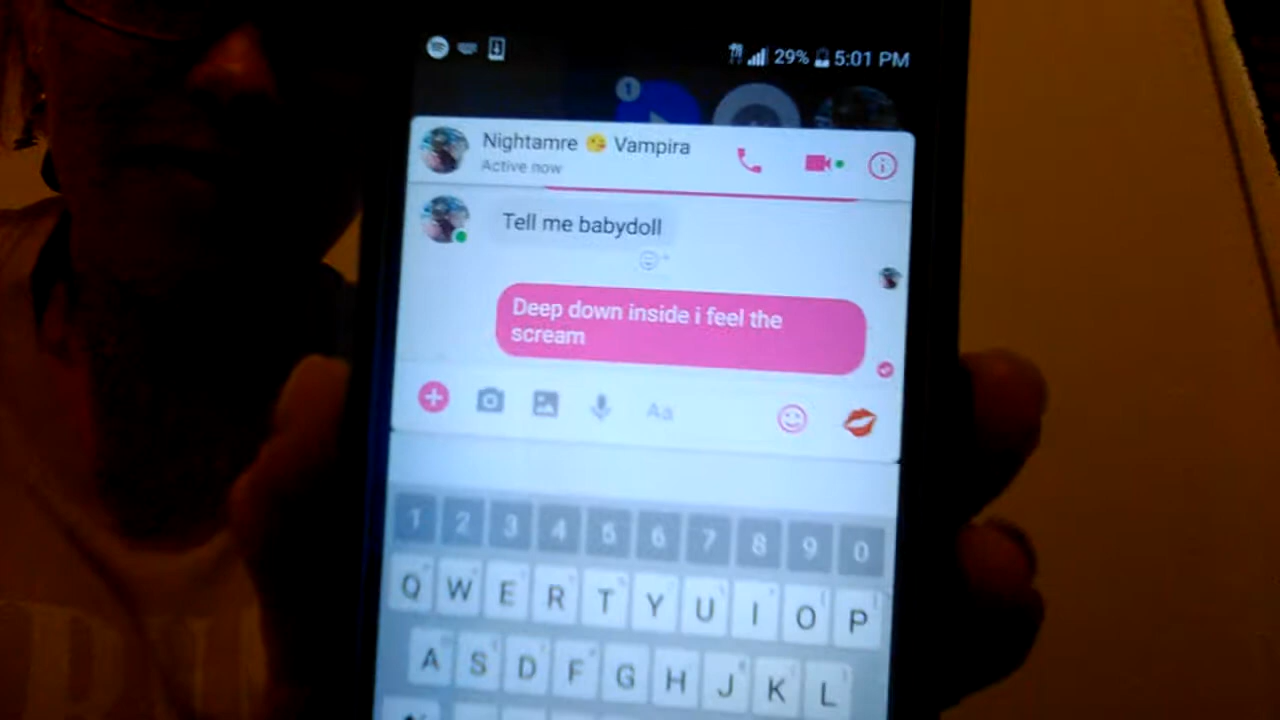 29% 5:01 PM
1
Nightamre 😘 Vampira
Active now
Tell me babydoll
Deep down inside i feel the
scream
Aa
1 2 3 4 5 6 7 8 9 0
Q W E R T Y U I O P
A S D F G H J K L